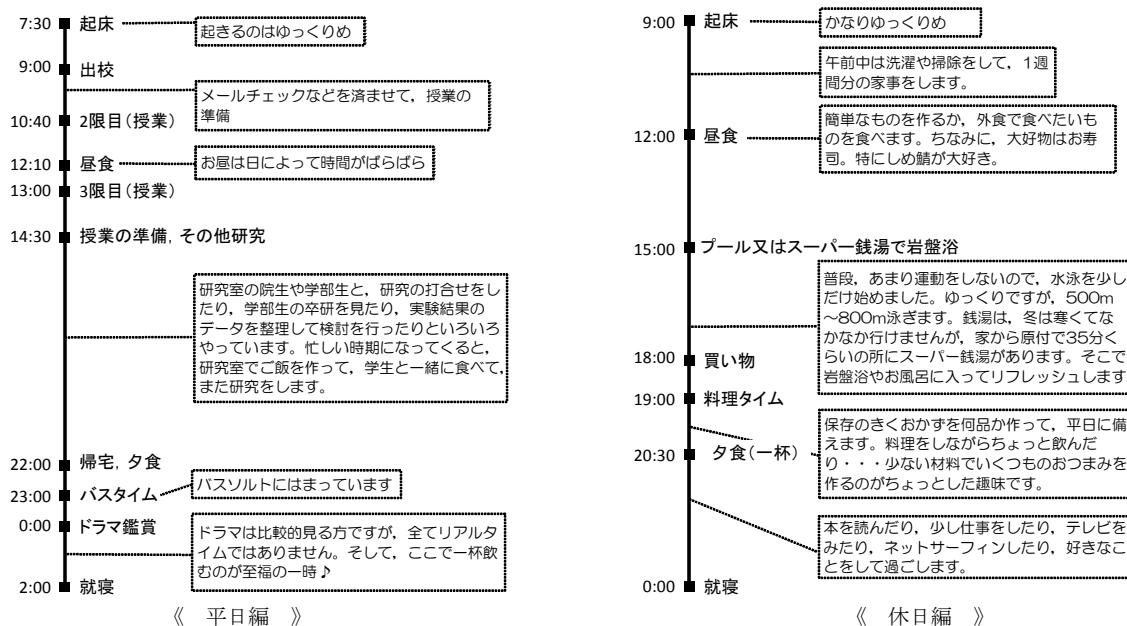 7:30 起床
起きるのはゆっくりめ
9:00 出校
メールチェックなどを済ませて，授業の
準備
10:40 2限目（授業）
12:10 昼食
お昼は日によって時間がばらばら
13:00 3限目（授業）
14:30 授業の準備，その他研究
研究室の院生や学部生と，研究の打合せをし
たり，学部生の卒研を見たり，実験結果の
データを整理して検討を行ったりといろいろ
やっています。忙しい時期になってくると，
研究室でご飯を作って，学生と一緒に食べて，
また研究をします。
22:00 帰宅，夕食
23:00 バスタイム
バスソルトにはまっています
0:00 ドラマ鑑賞
ドラマは比較的見る方ですが，全てリアルタ
イムではありません。そして，ここで一杯飲
むのが至福の一時♪
2:00 就寝
《　平日編　》
9:00 起床
かなりゆっくりめ
午前中は洗濯や掃除をして，1週
間分の家事をします。
12:00 昼食
簡単なものを作るか，外食で食べたいも
のを食べます。ちなみに，大好物はお寿
司。特にしめ鯖が大好き。
15:00 プール又はスーパー銭湯で岩盤浴
普段，あまり運動をしないので，水泳を少し
だけ始めました。ゆっくりですが，500m
～800m泳ぎます。銭湯は，冬は寒くてな
かなか行けませんが，家から原付で35分く
らいの所にスーパー銭湯があります。そこで
岩盤浴やお風呂に入ってリフレッシュします
18:00 買い物
19:00 料理タイム
保存のきくおかずを何品か作って，平日に備
えます。料理をしながらちょっと飲んだ
り・・・少ない材料でいくつものおつまみを
作るのがちょっとした趣味です。
20:30 夕食（一杯）
本を読んだり，少し仕事をしたり，テレビを
みたり，ネットサーフィンしたり，好きなこ
とをして過ごします。
0:00 就寝
《　休日編　》